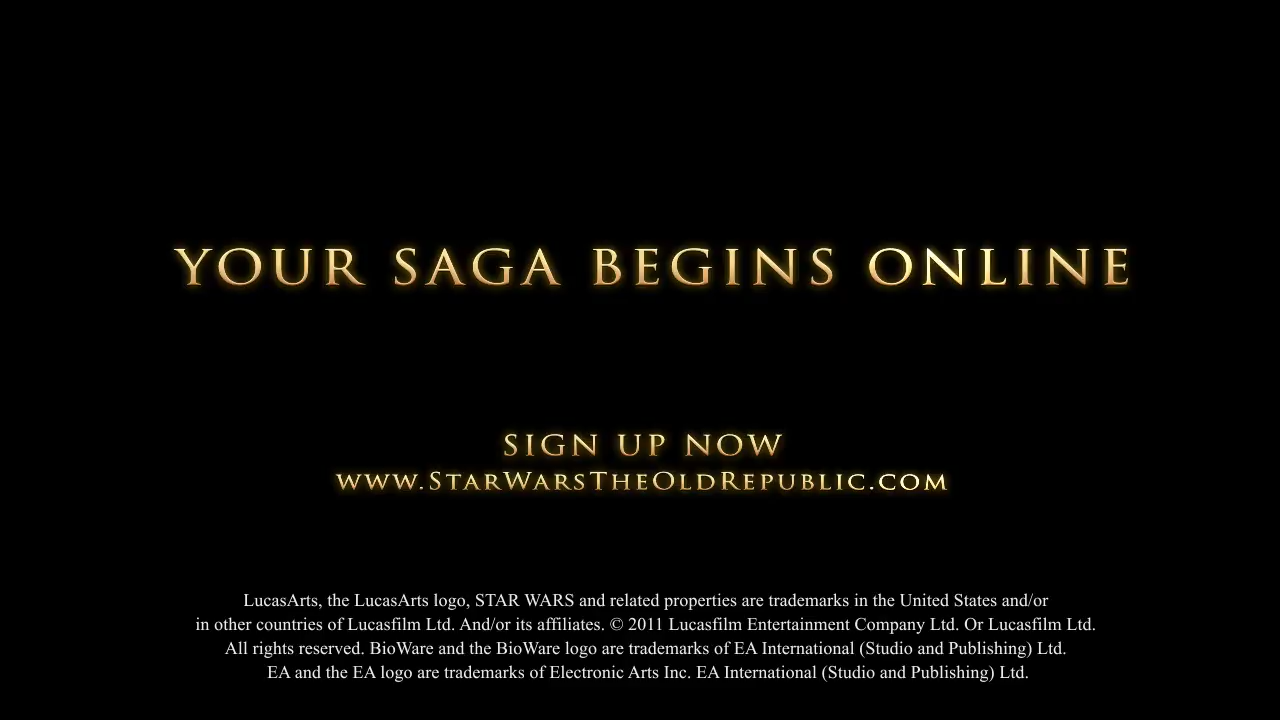 YOUR SAGA BEGINS ONLINE
SIGN UP NOW
WWW.STARWARSTHEOLDREPUBLIC.COM
LucasArts, the LucasArts logo, STAR WARS and related properties are trademarks in the United States and/or
in other countries of Lucasfilm Ltd. And/or its affiliates. © 2011 Lucasfilm Entertainment Company Ltd. Or Lucasfilm Ltd.
All rights reserved. BioWare and the BioWare logo are trademarks of EA International (Studio and Publishing) Ltd.
EA and the EA logo are trademarks of Electronic Arts Inc. EA International (Studio and Publishing) Ltd.